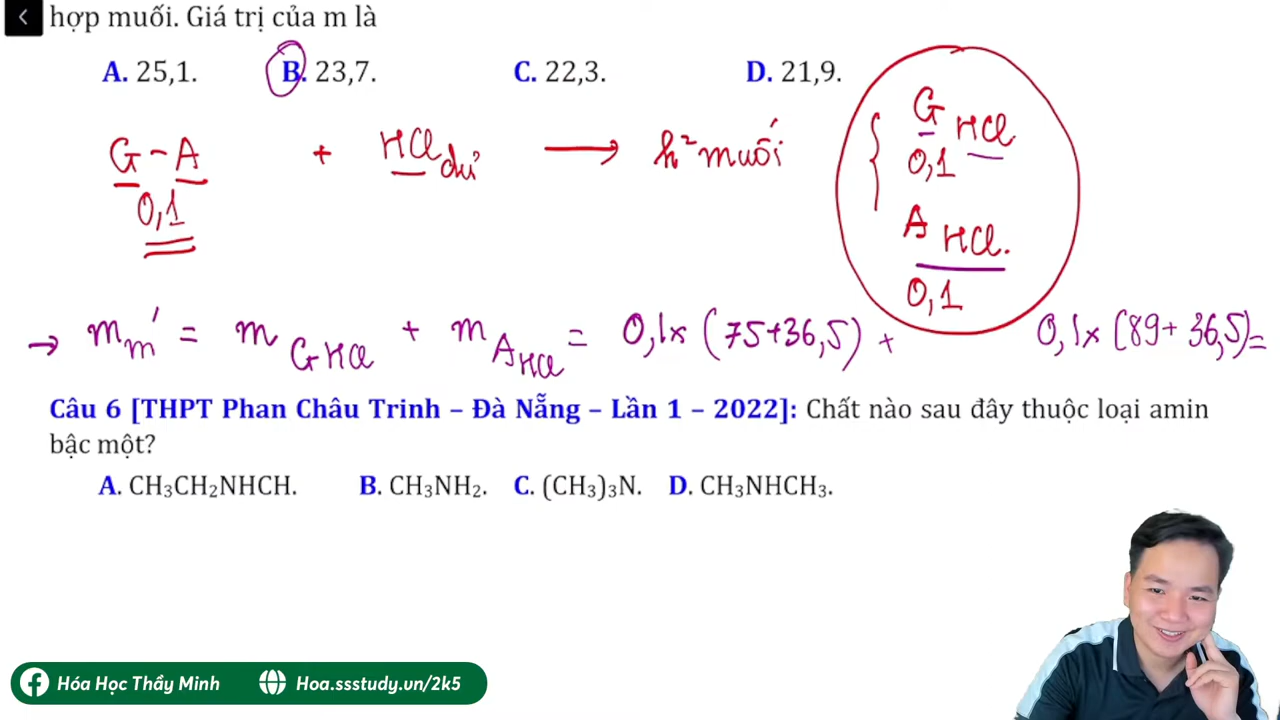 hợp muối. Giá trị của m là
A. 25,1. B. 23,7. C. 22,3. D. 21,9.
G – A + HCl dư → h² muối { G HCl
0,1 0,1
A HCl.
0,1
→ m m' = m GHCl + m AHCl = 0,1x (75+36,5) + 0,1x (89+ 36,5)=
Câu 6 [THPT Phan Châu Trinh – Đà Nẵng – Lần 1 – 2022]: Chất nào sau đây thuộc loại amin
bậc một?
A. CH₃CH₂NHCH. B. CH₃NH₂. C. (CH₃)₃N. D. CH₃NHCH₃.
Hóa Học Thầy Minh Hoa.ssstudy.vn/2k5